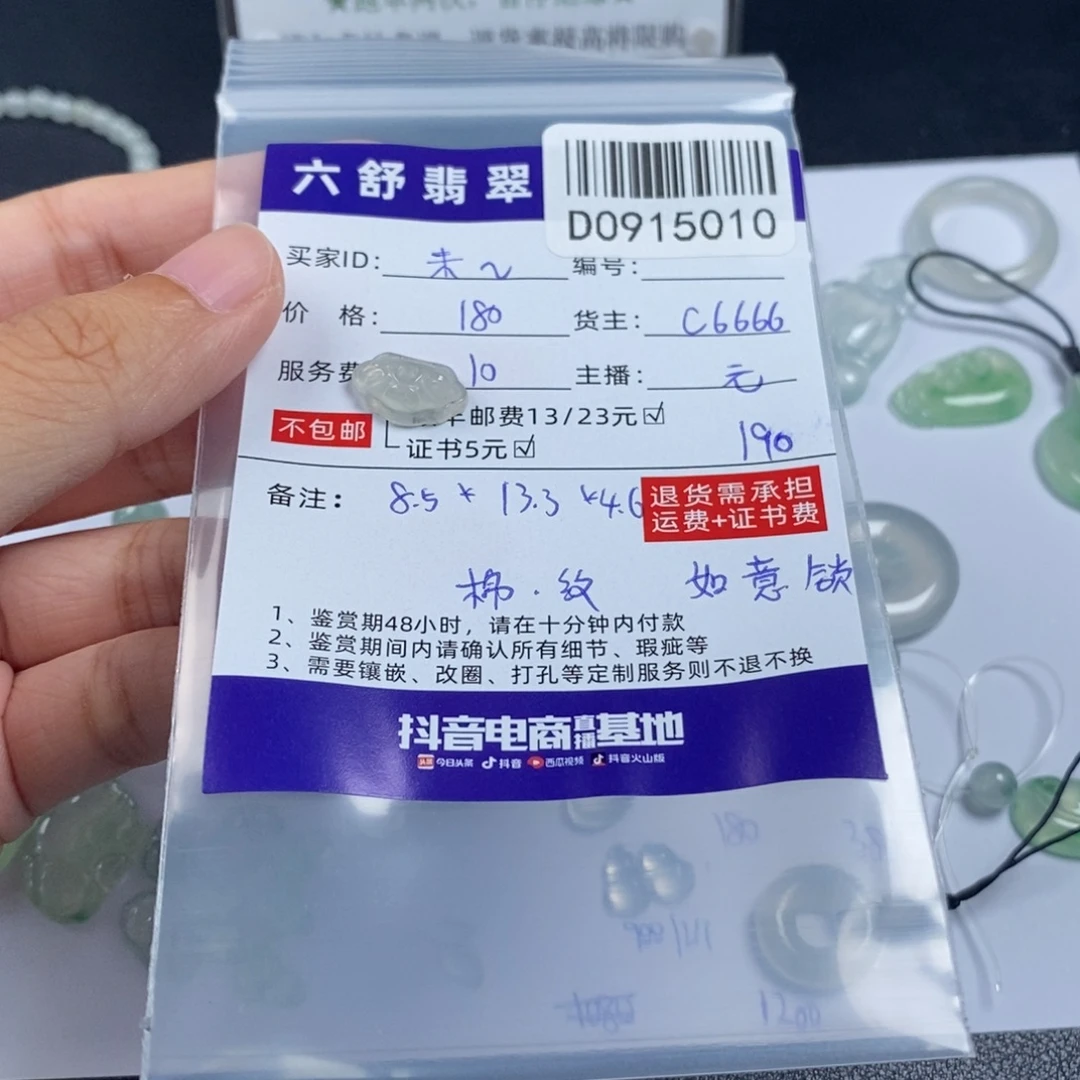 六舒翡翠
D0915010
买家ID: 未~ 编号:
价 格: 180 货主: C6666
服务费 10 主播: 元
邮费13/23元☑
不包邮
证书5元☑
190
备注: 8.5 * 13.3 *4.6
退货需承担
运费+证书费
棉.纹 如意锁
1、鉴赏期48小时,请在十分钟内付款
2、鉴赏期间内请确认所有细节、瑕疵等
3、需要镶嵌、改圈、打孔等定制服务则不退不换
抖音电商直播基地
头条 今日头条 抖音 西瓜视频 抖音火山版
180
1200